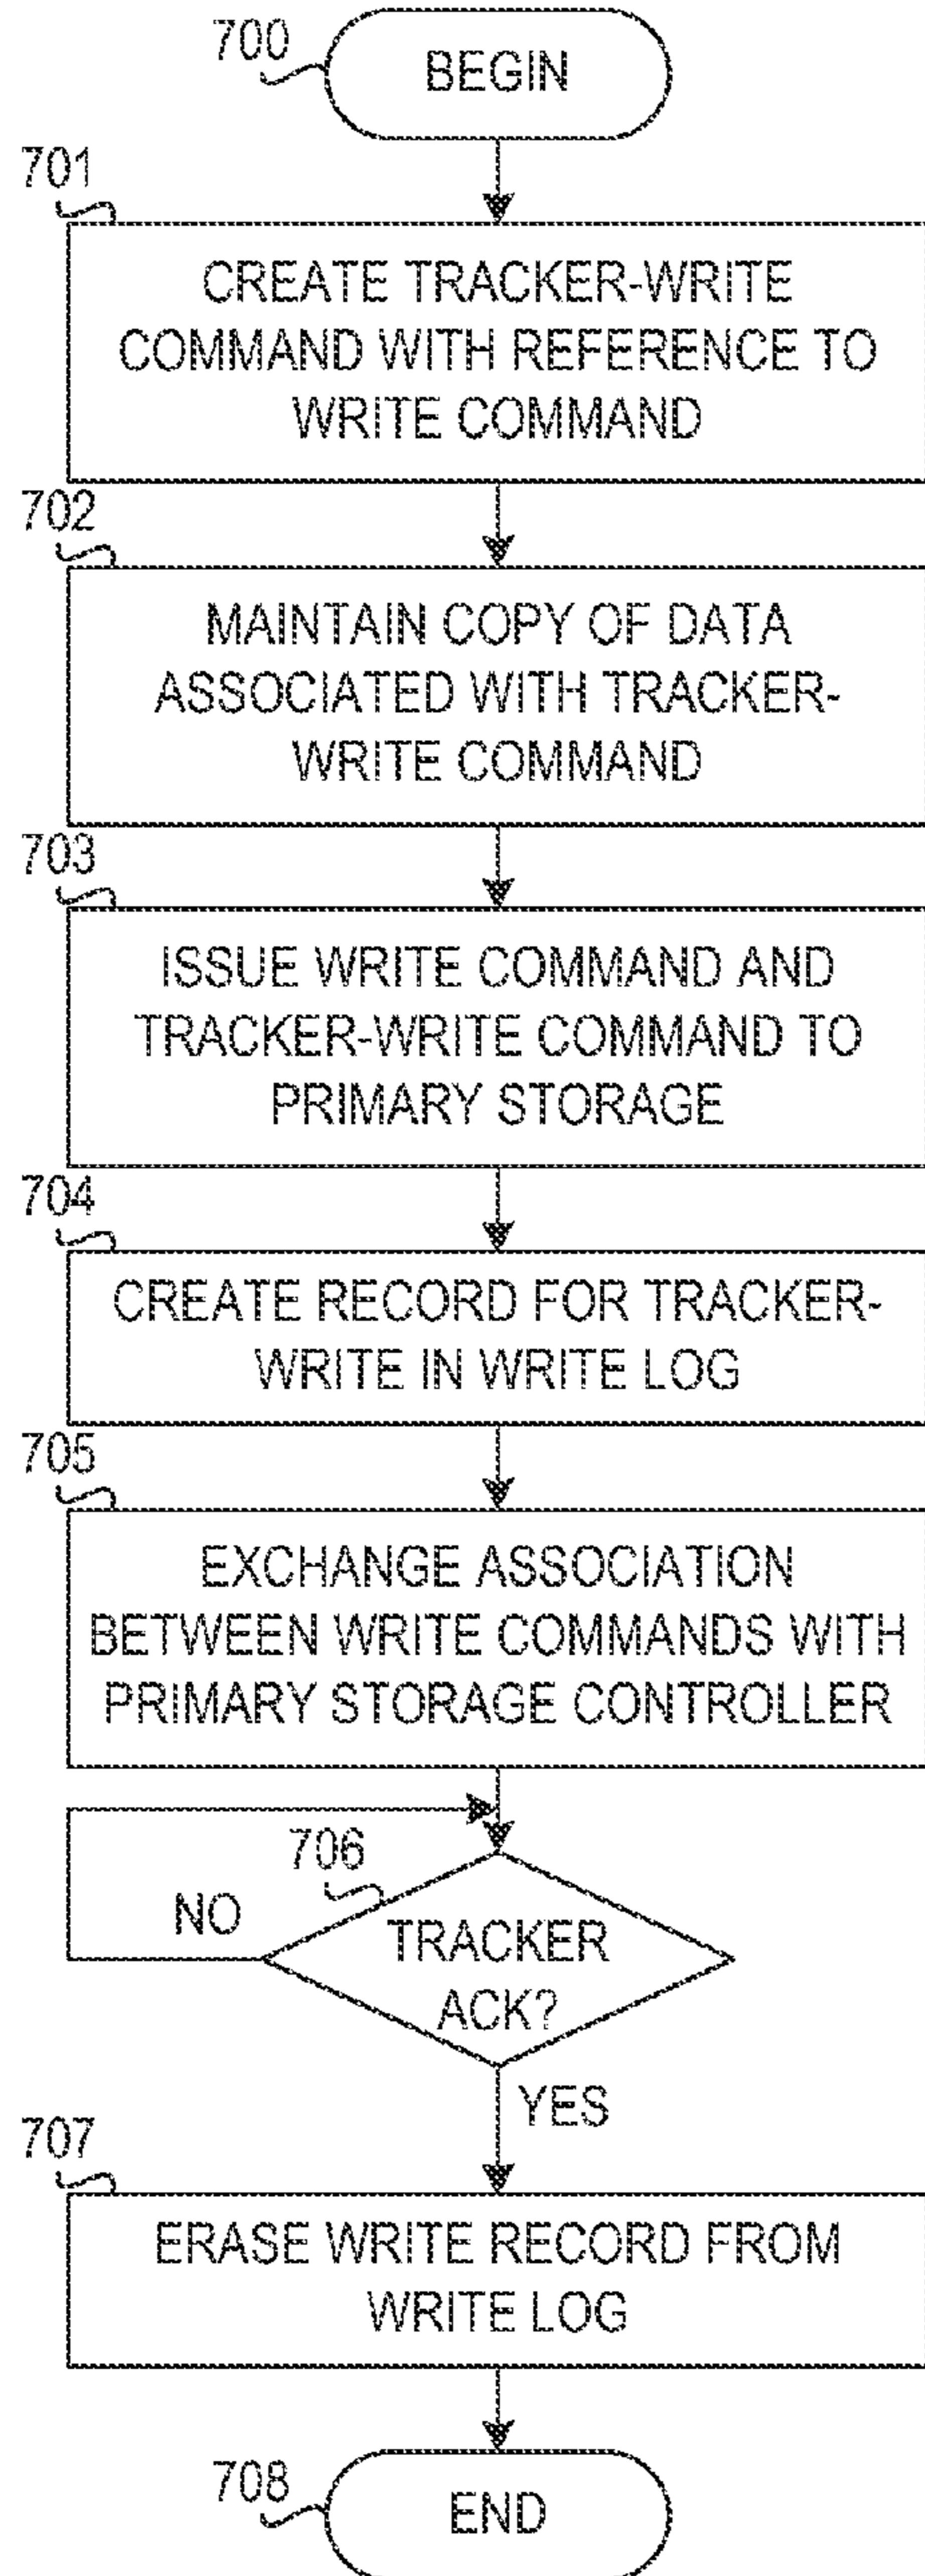 700
BEGIN
701
CREATE TRACKER-WRITE
COMMAND WITH REFERENCE TO
WRITE COMMAND
702
MAINTAIN COPY OF DATA
ASSOCIATED WITH TRACKER-
WRITE COMMAND
703
ISSUE WRITE COMMAND AND
TRACKER-WRITE COMMAND TO
PRIMARY STORAGE
704
CREATE RECORD FOR TRACKER-
WRITE IN WRITE LOG
705
EXCHANGE ASSOCIATION
BETWEEN WRITE COMMANDS WITH
PRIMARY STORAGE CONTROLLER
706
NO
TRACKER
ACK?
YES
707
ERASE WRITE RECORD FROM
WRITE LOG
708
END